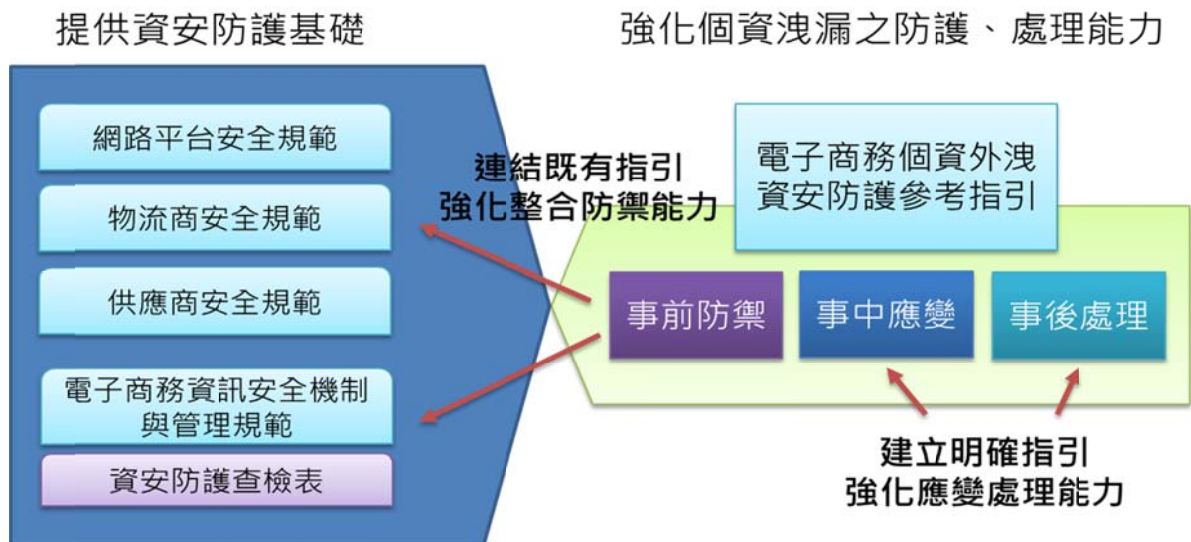 提供資安防護基礎
強化個資洩漏之防護、處理能力
網路平台安全規範
物流商安全規範
供應商安全規範
電子商務資訊安全機制
與管理規範
資安防護查檢表
連結既有指引
強化整合防禦能力
電子商務個資外洩
資安防護參考指引
事前防禦
事中應變
事後處理
建立明確指引
強化應變處理能力